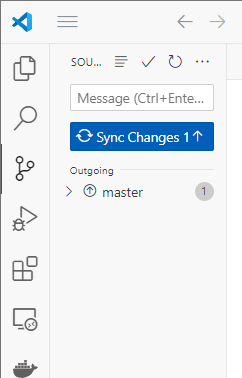 SOU...
Message (Ctrl+Ente...
Sync Changes 1↑
Outgoing
master
1